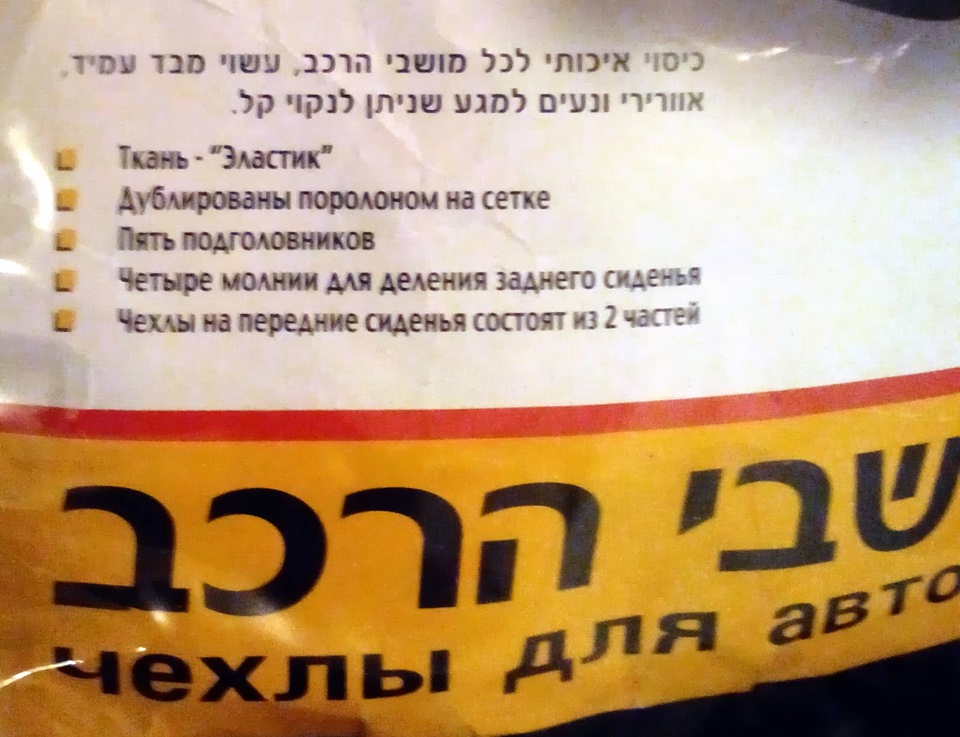 כיסוי איכותי לכל מושבי הרכב, עשוי מבד עמיד,
אוורירי ונעים למגע שניתן לנקוי קל.
Ткань - "Эластик"
Дублированы поролоном на сетке
Пять подголовников
Четыре молнии для деления заднего сиденья
Чехлы на передние сиденья состоят из 2 частей
שבי הרכב
чехлы для авто